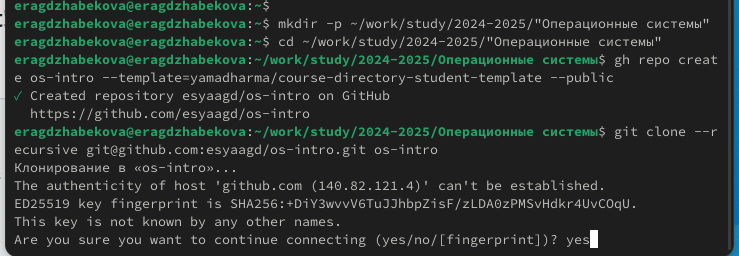 eragdzhabekova@eragdzhabekova:~$
eragdzhabekova@eragdzhabekova:~$ mkdir -p ~/work/study/2024-2025/"Операционные системы"
eragdzhabekova@eragdzhabekova:~$ cd ~/work/study/2024-2025/"Операционные системы"
eragdzhabekova@eragdzhabekova:~/work/study/2024-2025/Операционные системы$ gh repo creat
e os-intro --template=yamadharma/course-directory-student-template --public
✓ Created repository esyaagd/os-intro on GitHub
https://github.com/esyaagd/os-intro
eragdzhabekova@eragdzhabekova:~/work/study/2024-2025/Операционные системы$ git clone --r
ecursive git@github.com:esyaagd/os-intro.git os-intro
Клонирование в «os-intro»...
The authenticity of host 'github.com (140.82.121.4)' can't be established.
ED25519 key fingerprint is SHA256:+DiY3wvvV6TuJJhbpZisF/zLDA0zPMSvHdkr4UvCOqU.
This key is not known by any other names.
Are you sure you want to continue connecting (yes/no/[fingerprint])? yes